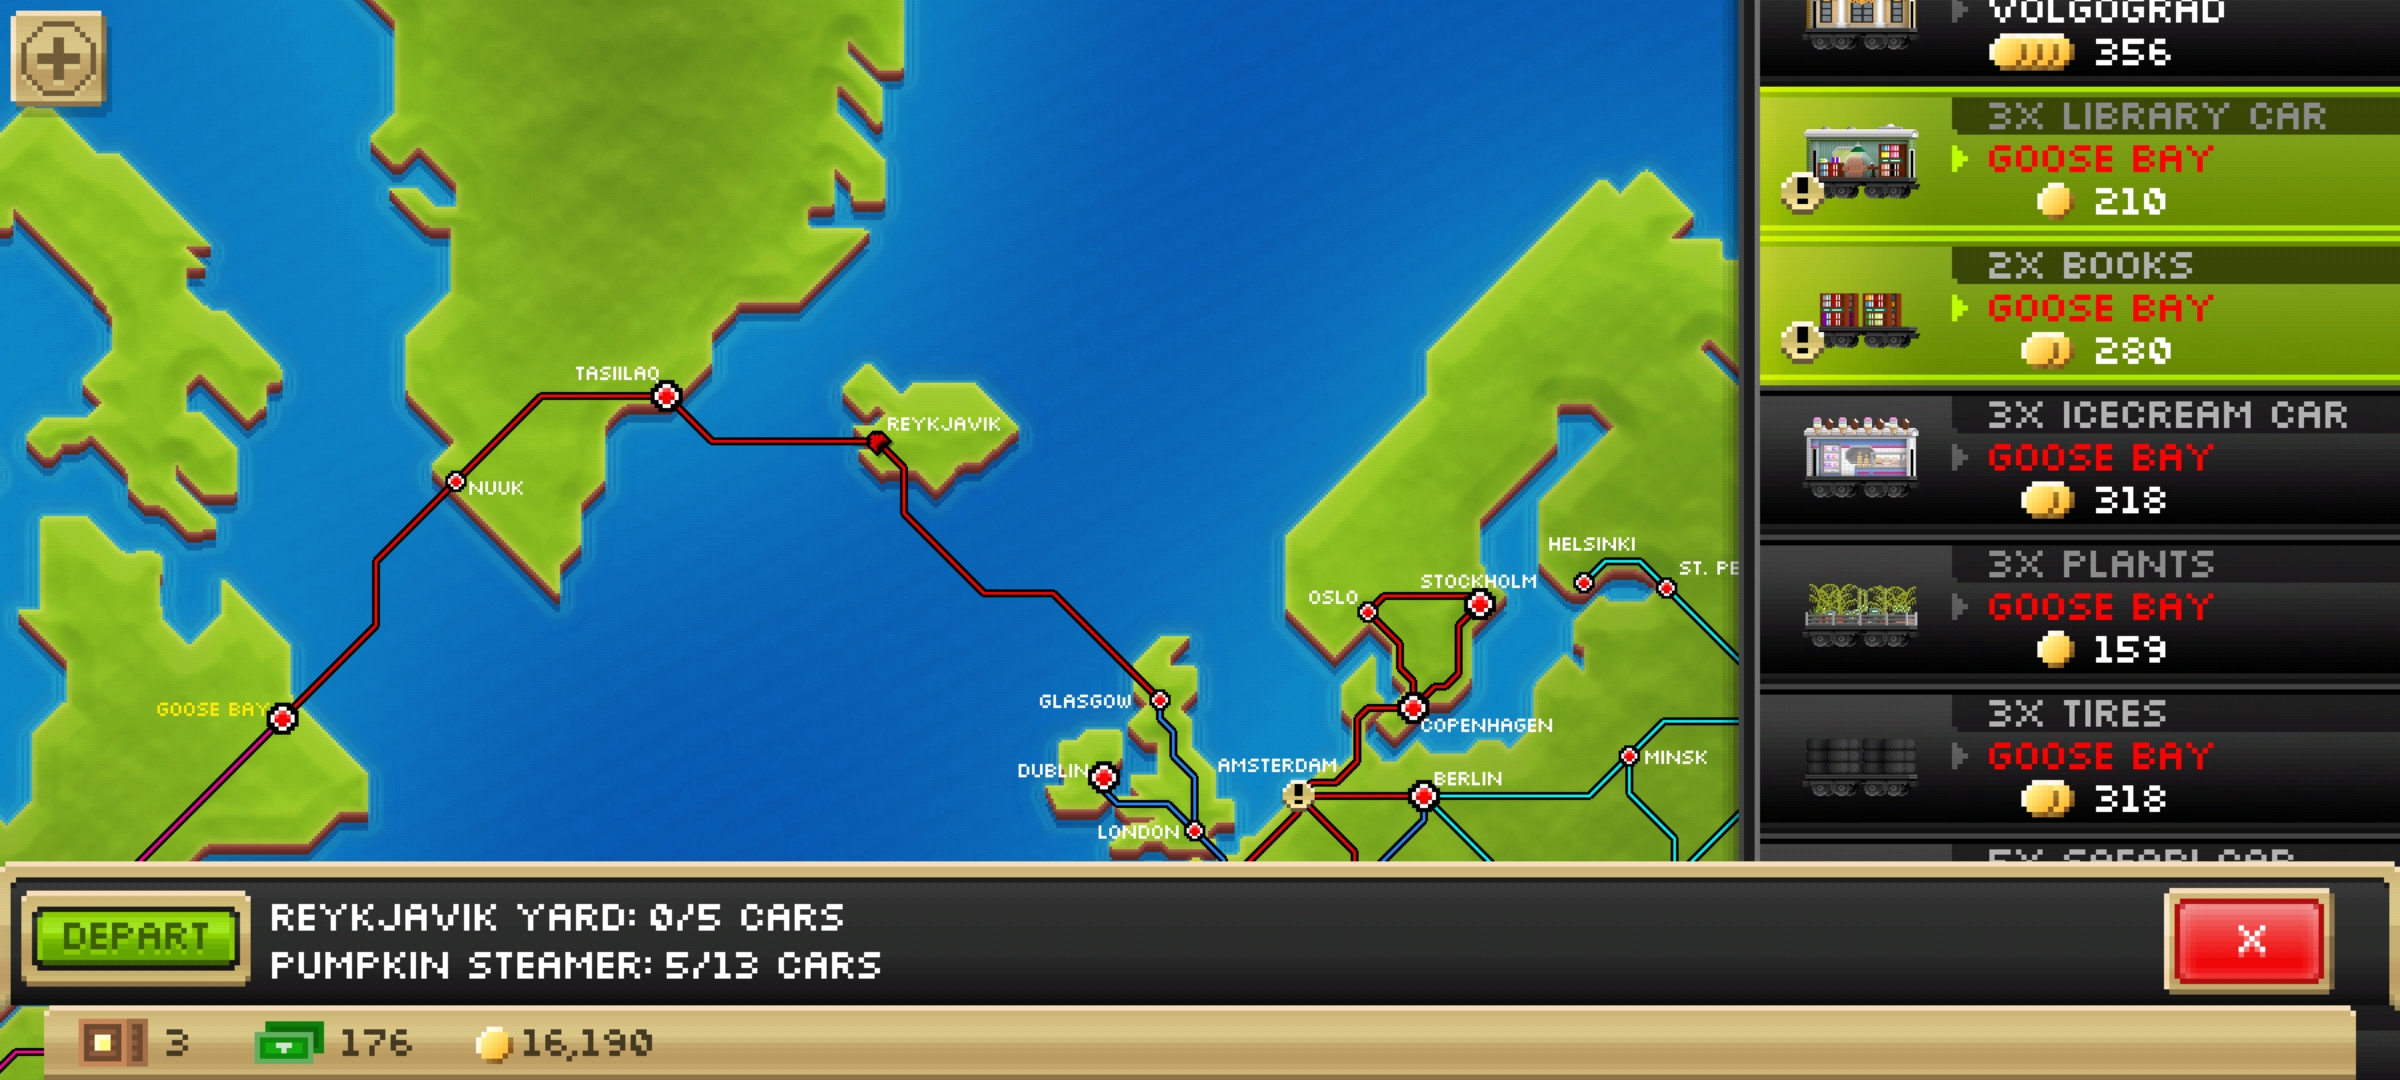 VOLGOGRAD
356
3X LIBRARY CAR
GOOSE BAY
210
2X BOOKS
GOOSE BAY
280
3X ICECREAM CAR
GOOSE BAY
318
3X PLANTS
GOOSE BAY
159
3X TIRES
GOOSE BAY
318
5X SAFARI CAR
TASIILAQ
REYKJAVIK
NUUK
HELSINKI
ST. PE
STOCKHOLM
OSLO
GLASGOW
GOOSE BAY
COPENHAGEN
MINSK
AMSTERDAM
DUBLIN
BERLIN
LONDON
DEPART
REYKJAVIK YARD: 0/5 CARS
PUMPKIN STEAMER: 5/13 CARS
X
3
176
16,190